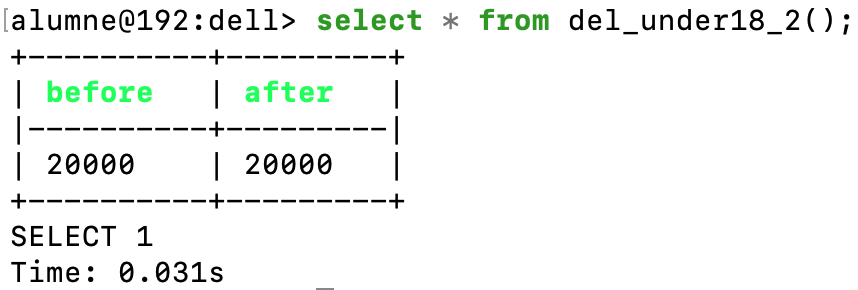 [alumne@192:dell> select * from del_under18_2();
+----------+---------+
| before   | after   |
|----------+---------|
| 20000    | 20000   |
+----------+---------+
SELECT 1
Time: 0.031s